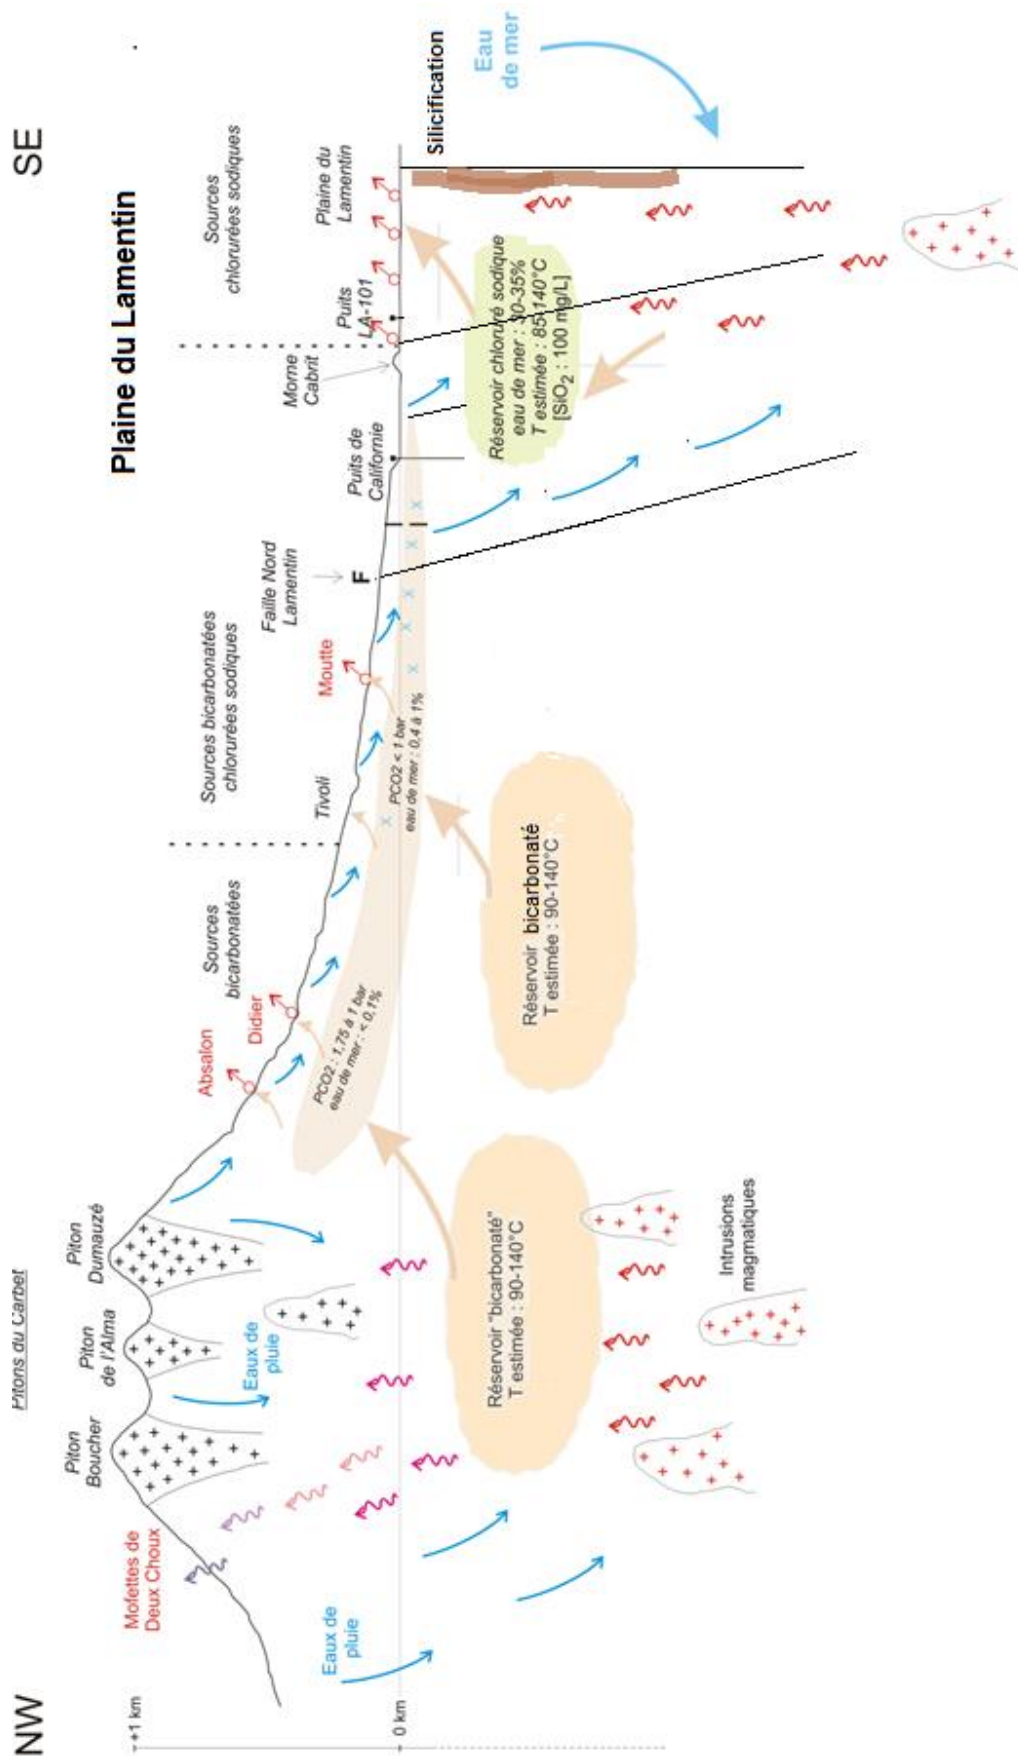 NW
SE
Plaine du Lamentin
Pitons du Carbet
Mofettes de
Deux Choux
Piton
Boucher
Piton
de l'Alma
Piton
Dumauzé
Absalon
Didier
Sources
bicarbonatées
Tivoli
Sources bicarbonatées
chlorurées sodiques
Moutte
Faille Nord
Lamentin
F
Puits de
Californie
Morne
Cabrit
Puits
LA-101
Sources
chlorurées sodiques
Plaine du
Lamentin
Silicification
Eau
de mer
+1 km
0 km
Eaux de
pluie
Eaux de
pluie
PCO2 : 1,75 à 1 bar
eau de mer : < 0,1%
PCO2 < 1 bar
eau de mer : 0,4 à 1%
Réservoir "bicarbonaté"
T estimée : 90-140°C
Réservoir bicarbonaté
T estimée : 90-140°C
Réservoir chloruré sodique
eau de mer : 30-35%
T estimée : 85-140°C
[SiO2 : 100 mg/L]
Intrusions
magmatiques